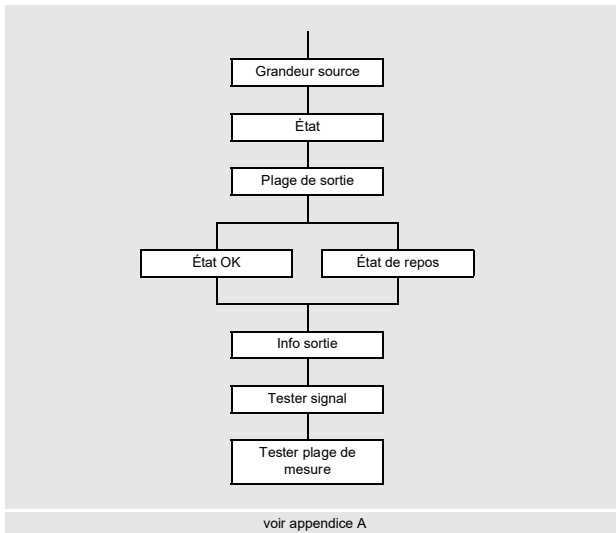 Grandeur source
État
Plage de sortie
État OK
État de repos
Info sortie
Tester signal
Tester plage de
mesure
voir appendice A